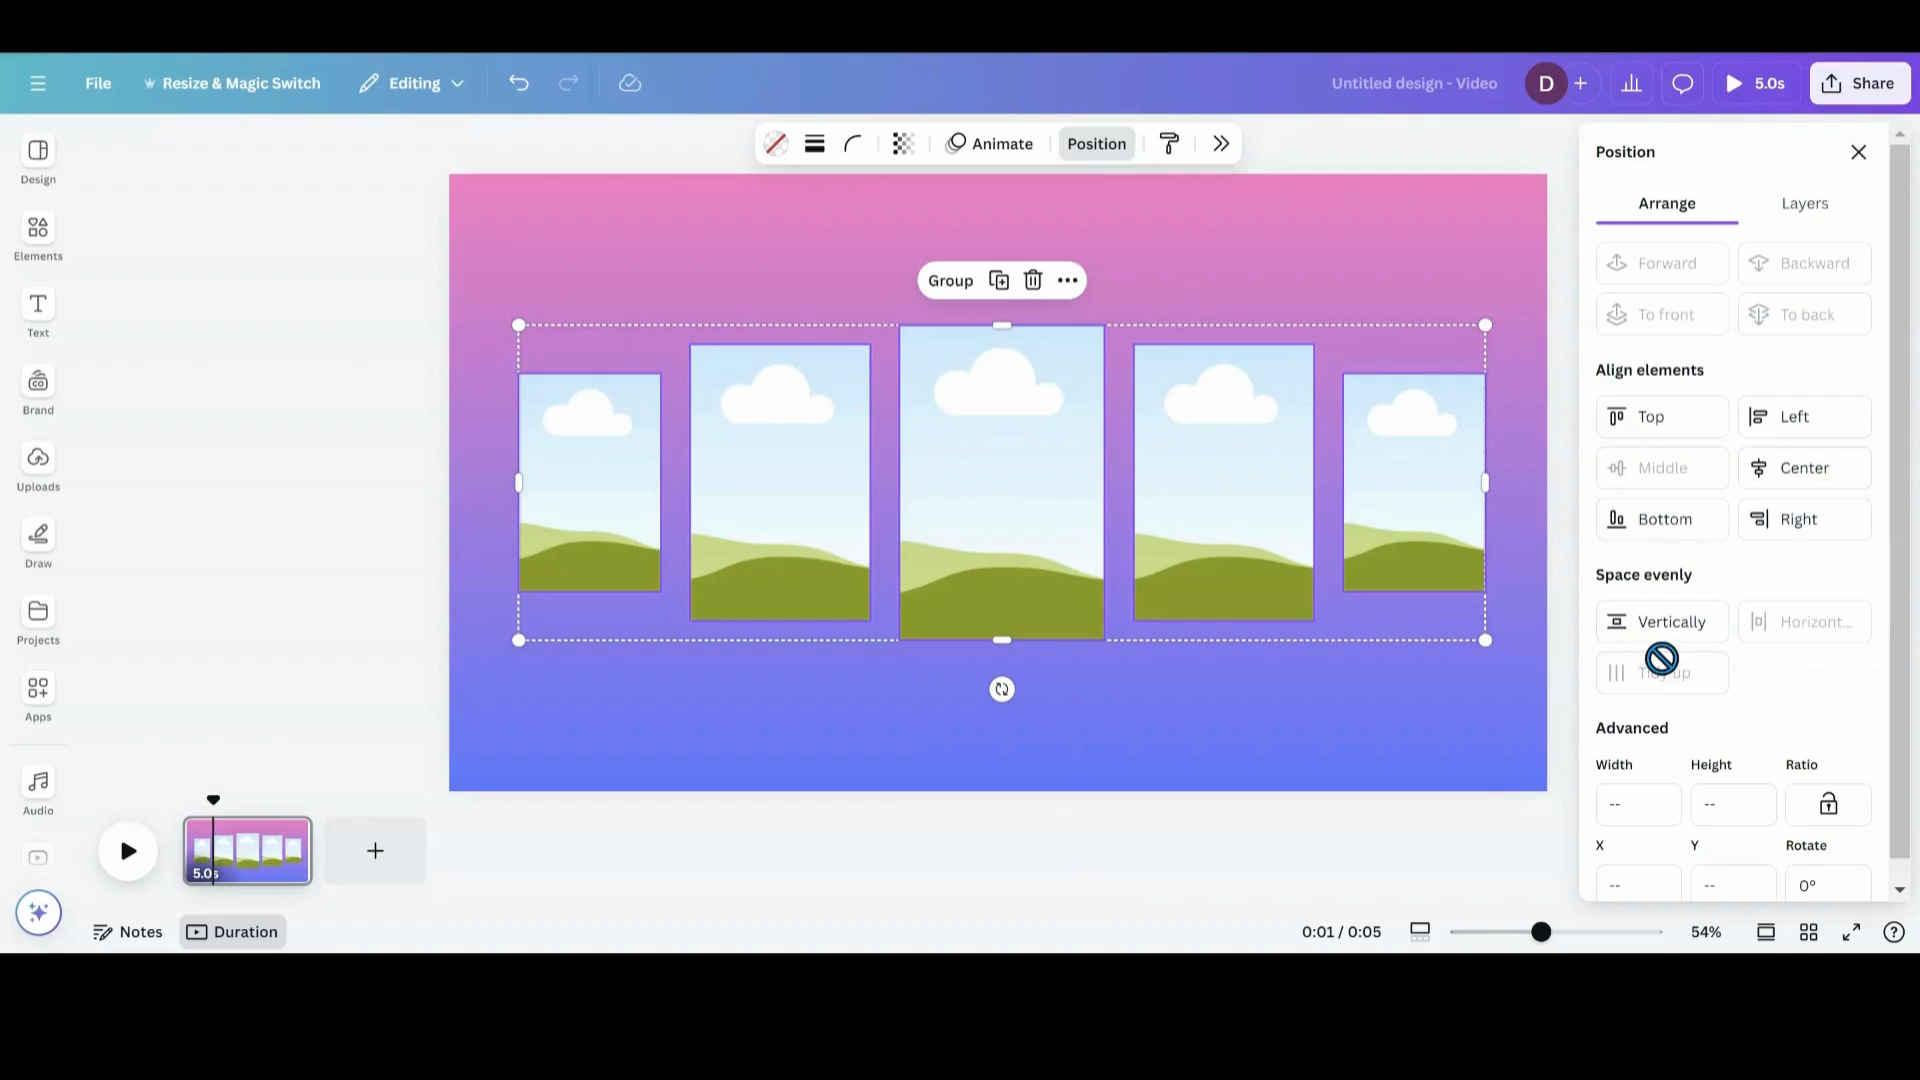 File
Resize & Magic Switch
Editing
Untitled design - Video
D
5.0s
Share
Animate
Position
Design
Elements
Text
CO
Brand
Uploads
Draw
Projects
Apps
Audio
Group
Position
Arrange
Layers
Forward
Backward
To front
To back
Align elements
Top
Left
Middle
Center
Bottom
Right
Space evenly
Vertically
Horizont...
Tidy up
Advanced
Width
Height
Ratio
--
--
X
Y
Rotate
--
--
0°
5.0s
Notes
Duration
0:01 / 0:05
54%